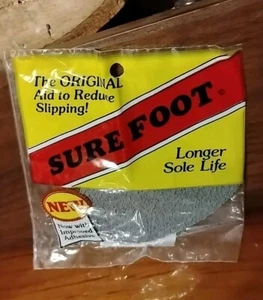 The ORIGINAL
Aid to Reduce
Slipping!
SURE FOOT®
Longer
Sole Life
NEW!
Now with
Improved
Adhesive